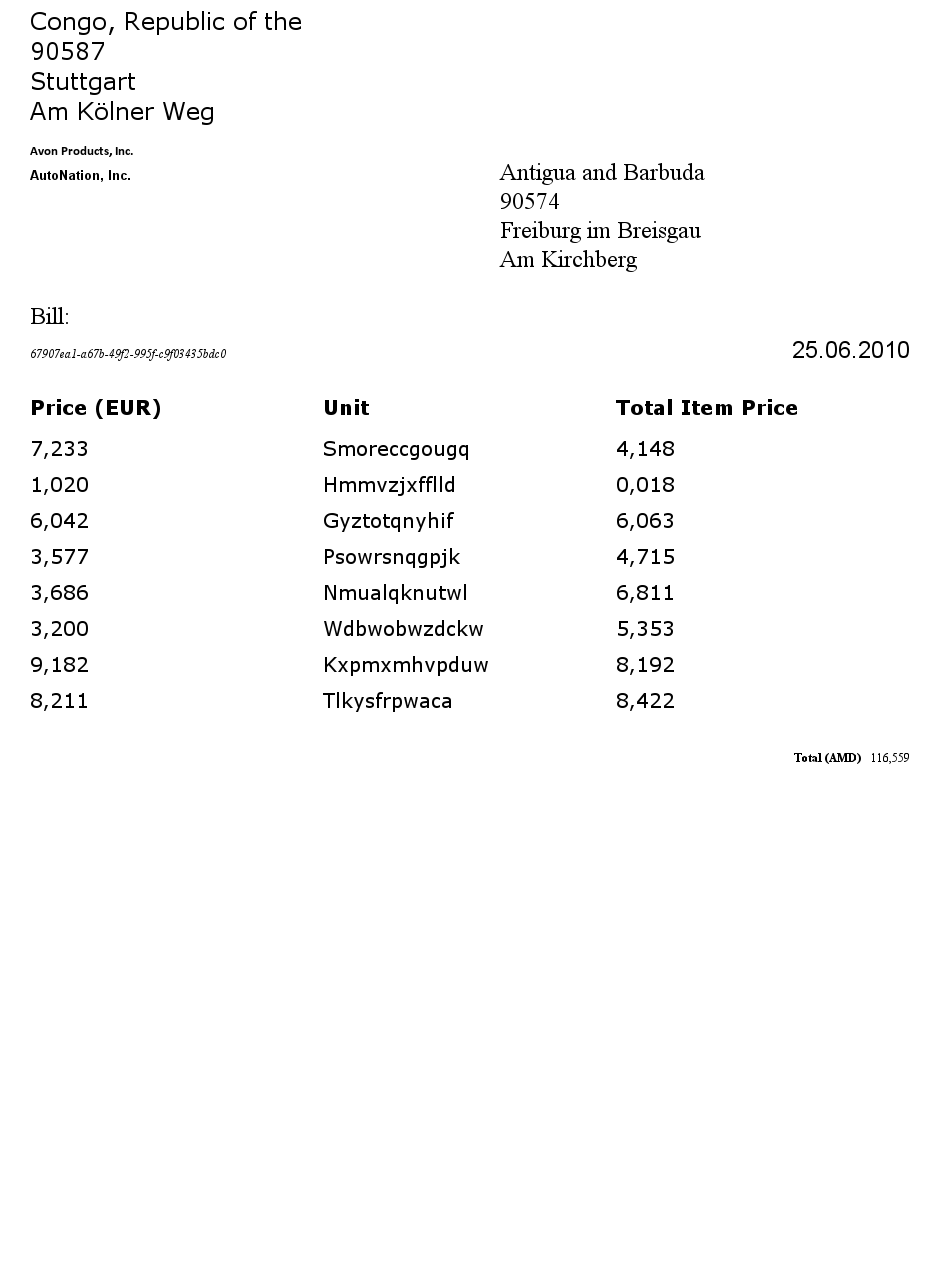 Congo, Republic of the
90587
Stuttgart
Am Kölner Weg
Avon Products, Inc.
AutoNation, Inc.
Antigua and Barbuda
90574
Freiburg im Breisgau
Am Kirchberg
Bill:
67907ea1-a67b-49f2-995f-c9f03435bdc0
25.06.2010
Price (EUR) Unit Total Item Price
7,233 Smoreccgougq 4,148
1,020 Hmmvzjxfflld 0,018
6,042 Gyztotqnyhif 6,063
3,577 Psowrsnqgpjk 4,715
3,686 Nmualqknutwl 6,811
3,200 Wdbwobwzdckw 5,353
9,182 Kxpmxmhvpduw 8,192
8,211 Tlkysfrpwaca 8,422
Total (AMD) 116,559